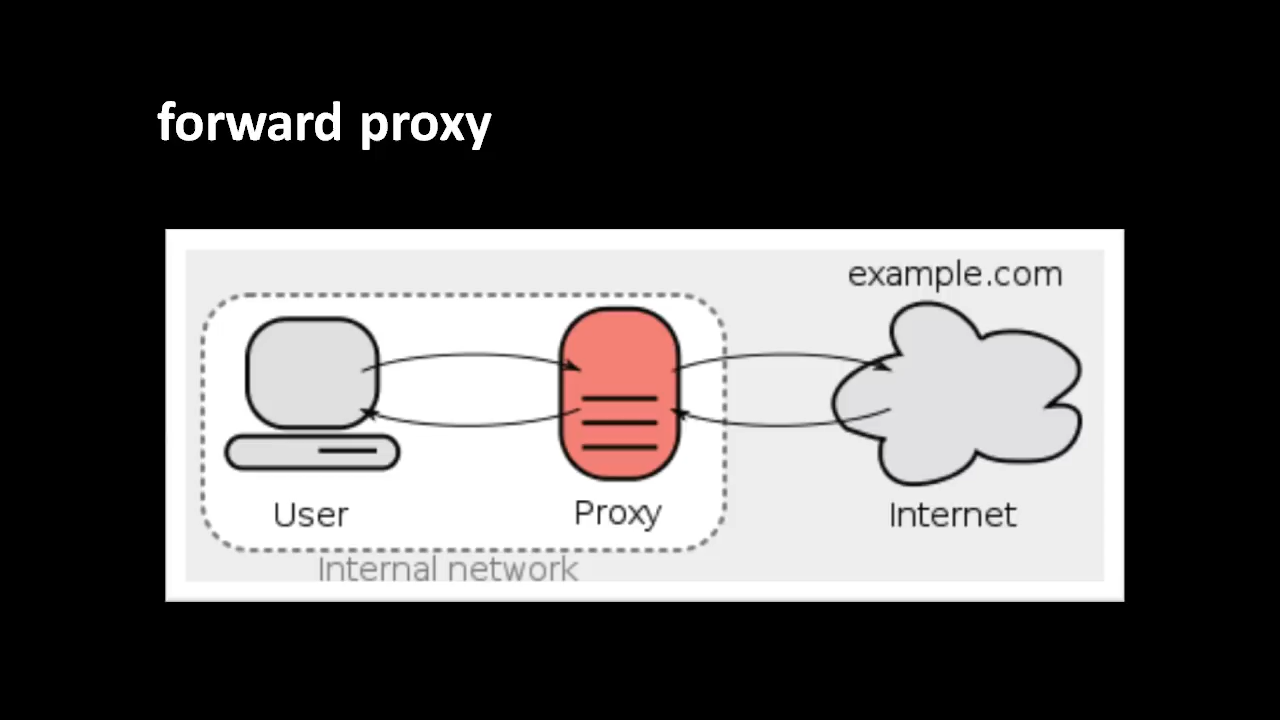 forward proxy
example.com
User
Proxy
Internet
Internal network